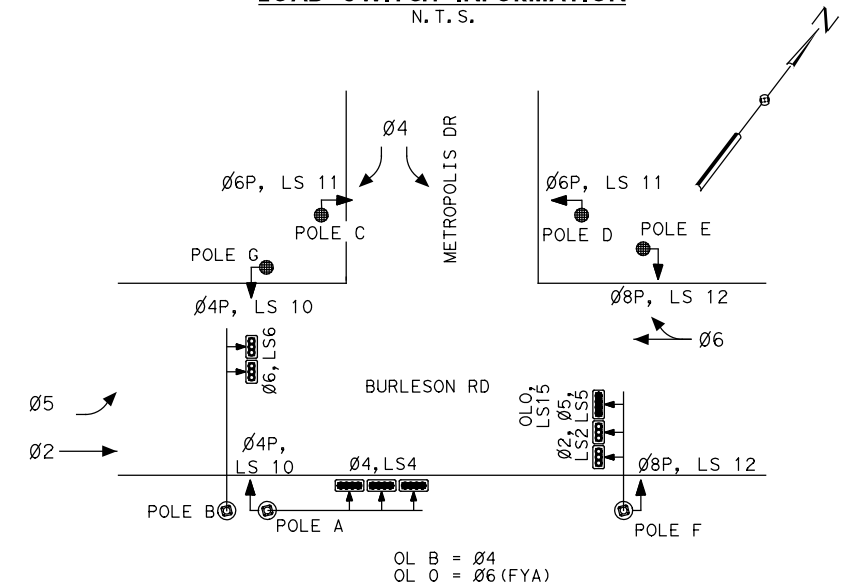 N.T.S.
N
Ø4
METROPOLIS DR
Ø6P, LS 11
Ø6P, LS 11
POLE C
POLE D
POLE E
POLE G
Ø4P, LS 10
Ø8P, LS 12
Ø6, LS6
Ø6
BURLESON RD
OLO,
LS15
Ø5,
LS5
Ø2,
LS2
Ø5
Ø2
Ø4P,
LS 10
Ø4, LS4
Ø8P, LS 12
POLE B
POLE A
POLE F
OL B = Ø4
OL O = Ø6(FYA)